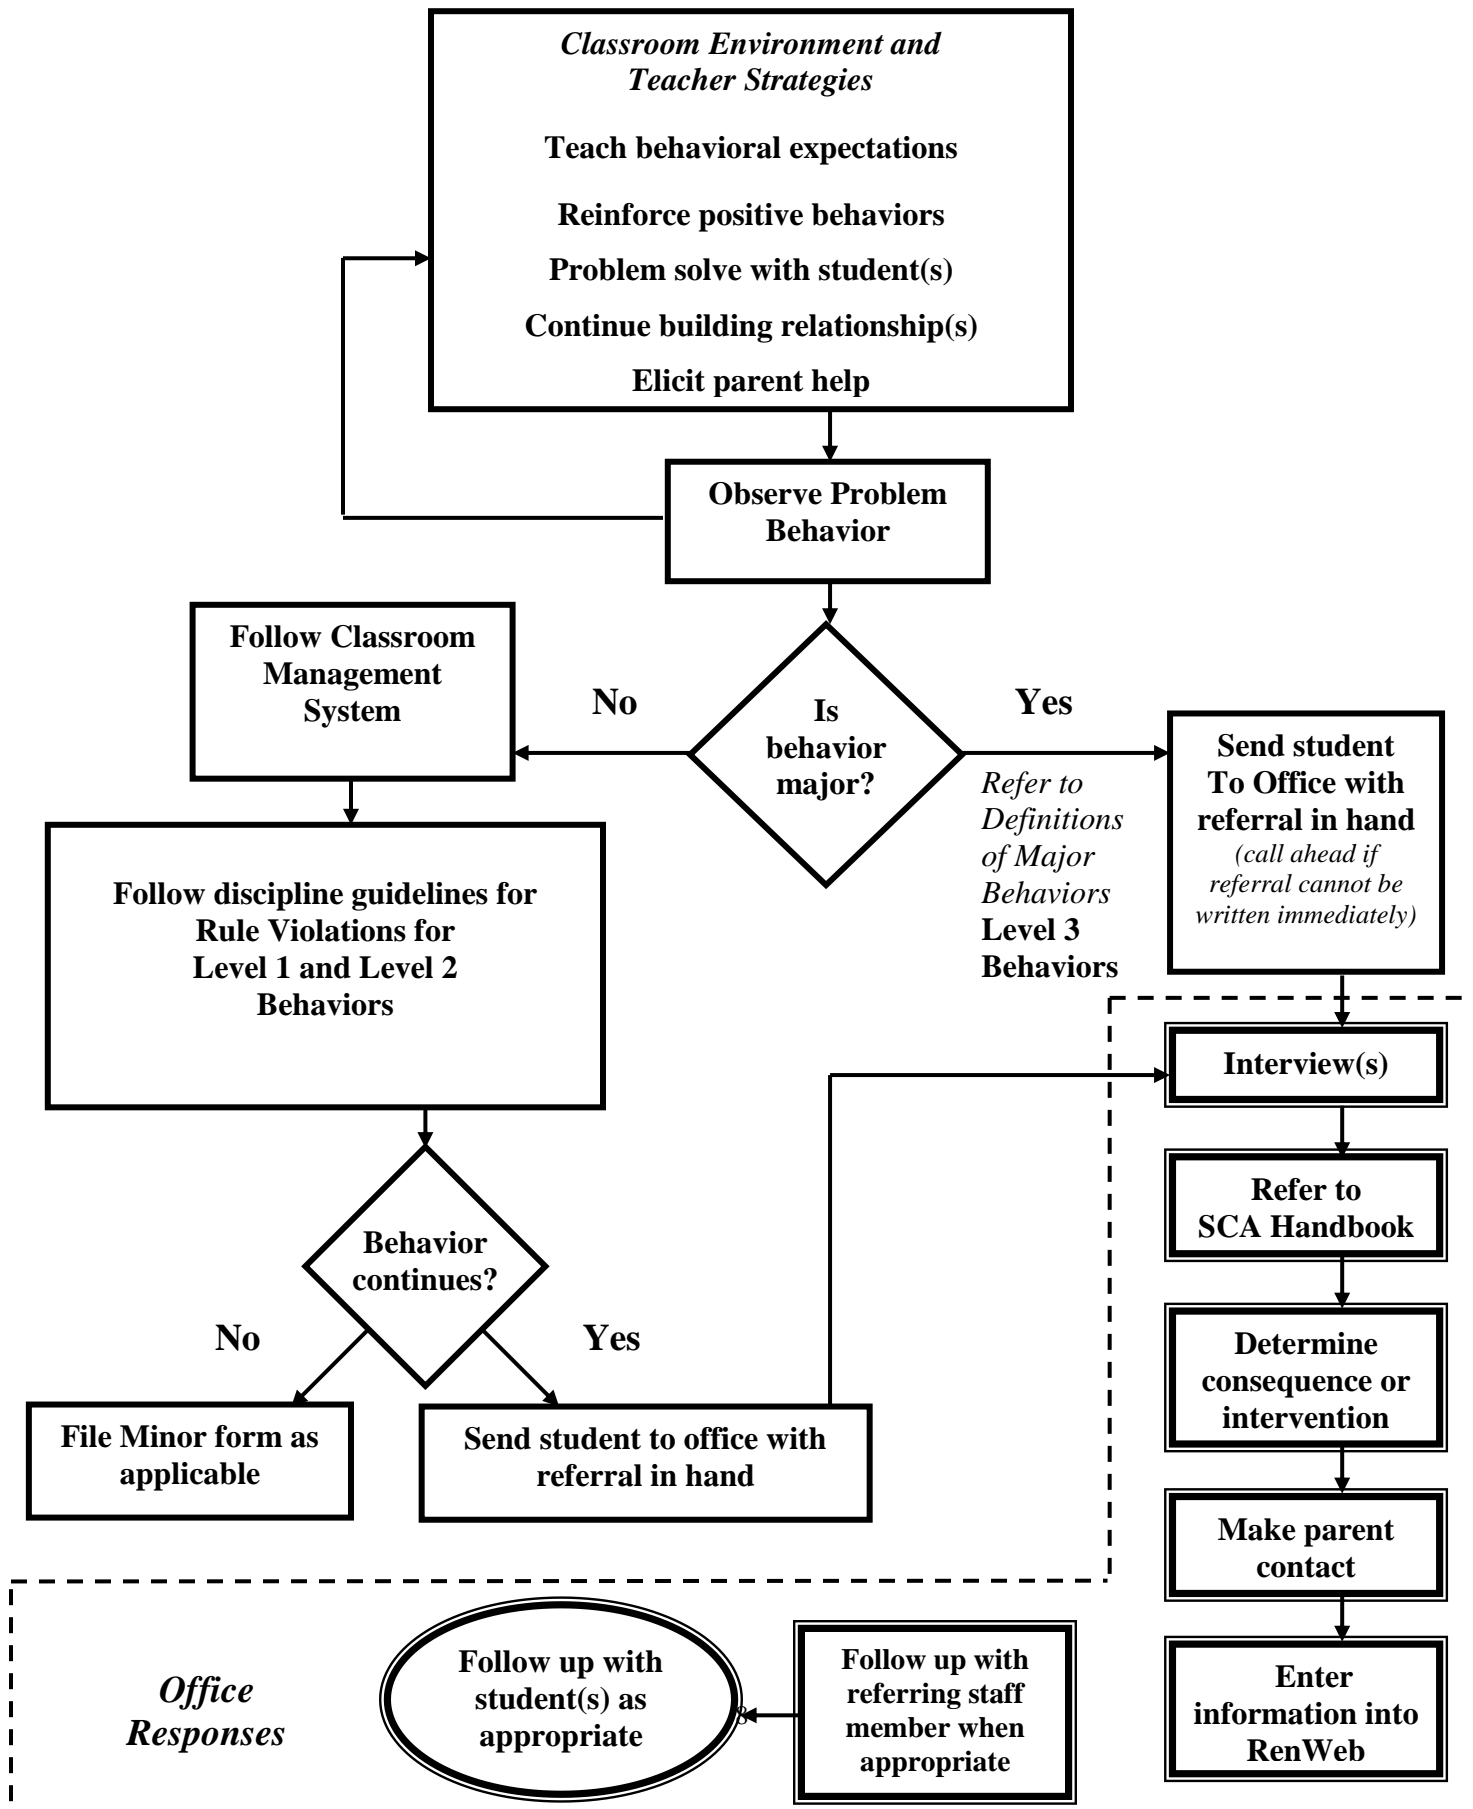 Classroom Environment and
Teacher Strategies
Teach behavioral expectations
Reinforce positive behaviors
Problem solve with student(s)
Continue building relationship(s)
Elicit parent help
Observe Problem
Behavior
Follow Classroom
Management
System
No
Is
behavior
major?
Yes
Refer to
Definitions
of Major
Behaviors
Level 3
Behaviors
Send student
To Office with
referral in hand
(call ahead if
referral cannot be
written immediately)
Follow discipline guidelines for
Rule Violations for
Level 1 and Level 2
Behaviors
Behavior
continues?
No
Yes
File Minor form as
applicable
Send student to office with
referral in hand
Interview(s)
Refer to
SCA Handbook
Determine
consequence or
intervention
Make parent
contact
Enter
information into
RenWeb
Follow up with
referring staff
member when
appropriate
Follow up with
student(s) as
appropriate
8
Office
Responses